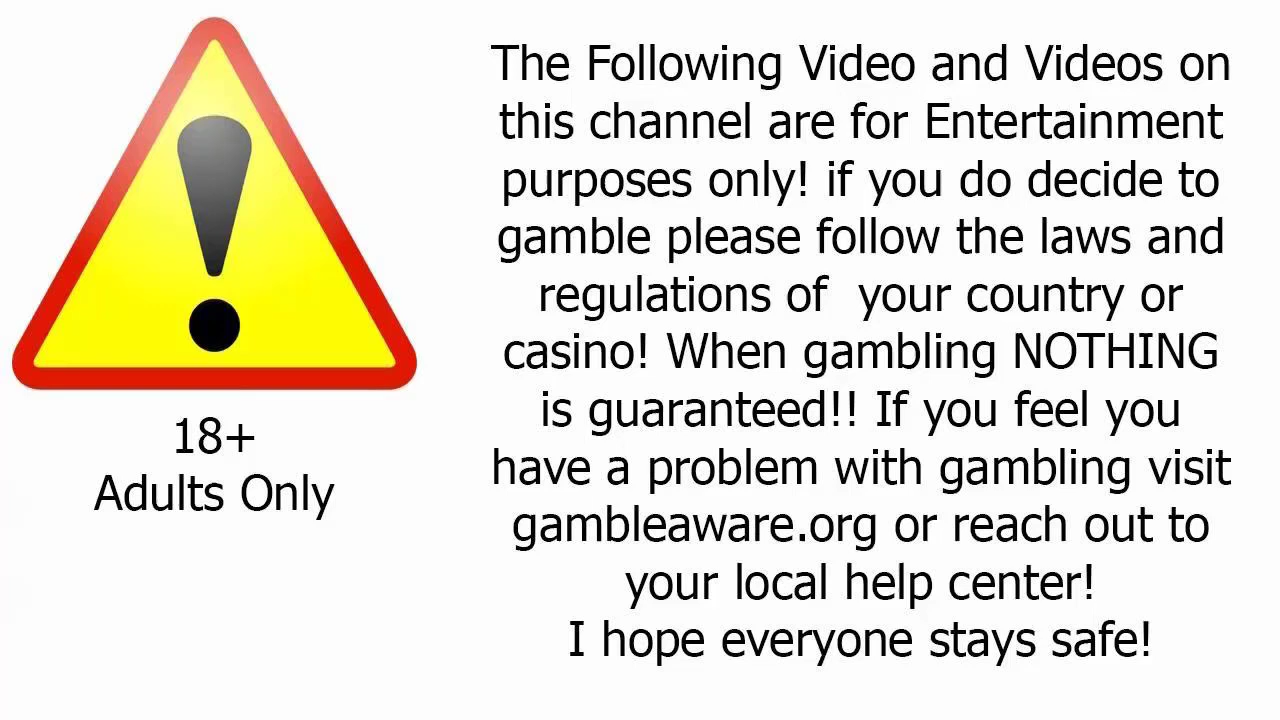 18+
Adults Only
The Following Video and Videos on
this channel are for Entertainment
purposes only! if you do decide to
gamble please follow the laws and
regulations of  your country or
casino! When gambling NOTHING
is guaranteed!! If you feel you
have a problem with gambling visit
gambleaware.org or reach out to
your local help center!
I hope everyone stays safe!